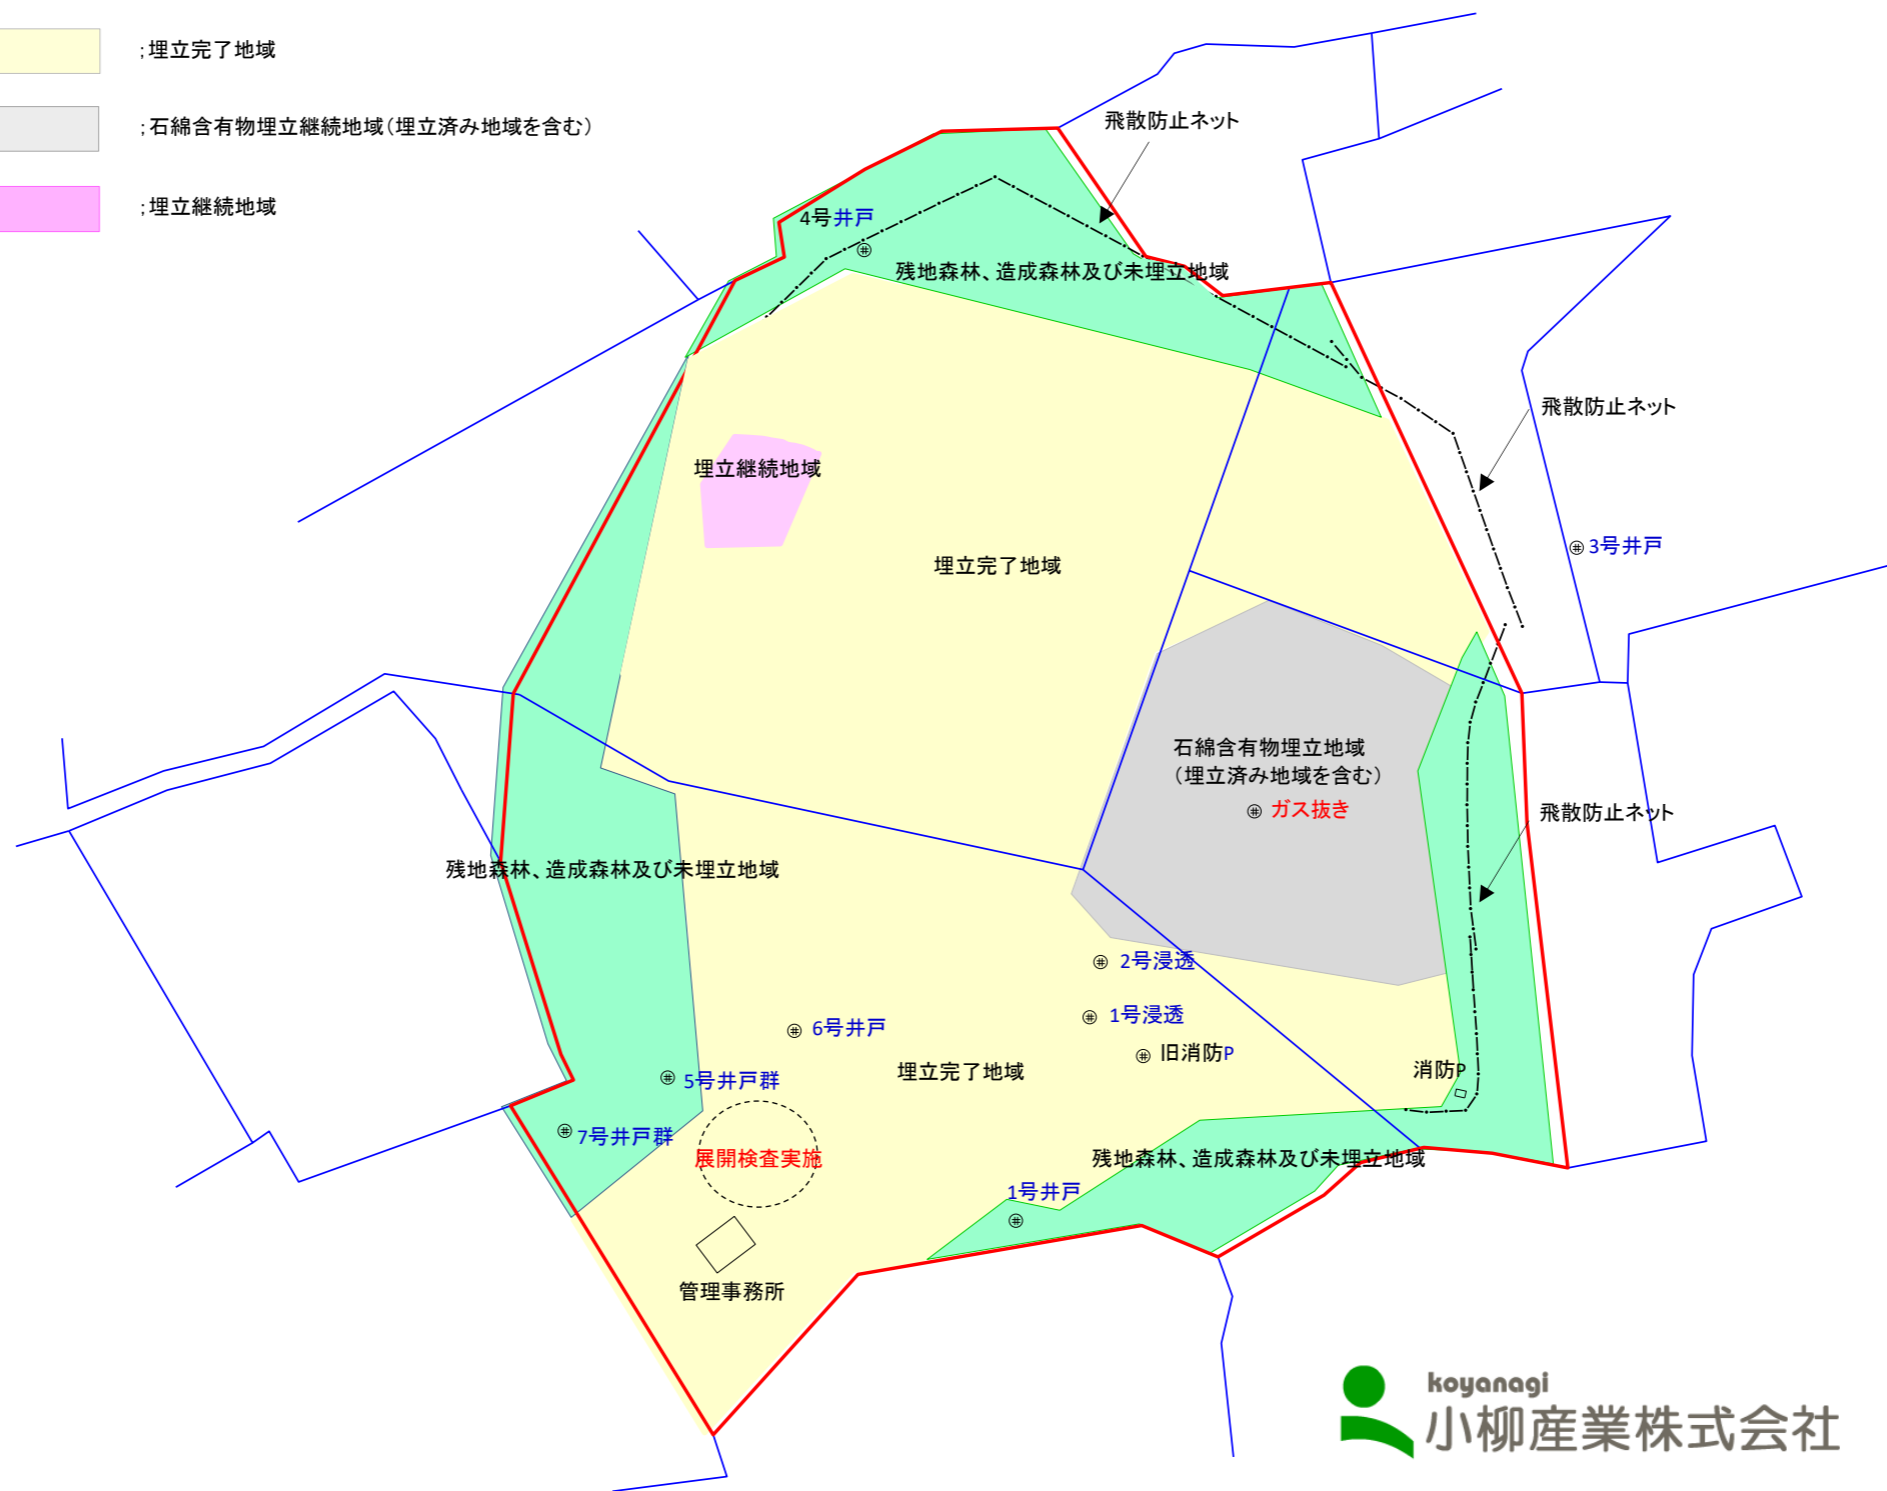 ;埋立完了地域
;石綿含有物埋立継続地域(埋立済み地域を含む)
;埋立継続地域
飛散防止ネット
4号井戸
残地森林、造成森林及び未埋立地域
飛散防止ネット
埋立継続地域
3号井戸
埋立完了地域
石綿含有物埋立地域
(埋立済み地域を含む)
ガス抜き
飛散防止ネット
残地森林、造成森林及び未埋立地域
2号浸透
1号浸透
6号井戸
旧消防P
埋立完了地域
消防P
5号井戸群
7号井戸群
展開検査実施
残地森林、造成森林及び未埋立地域
1号井戸
管理事務所
koyanagi
小柳産業株式会社